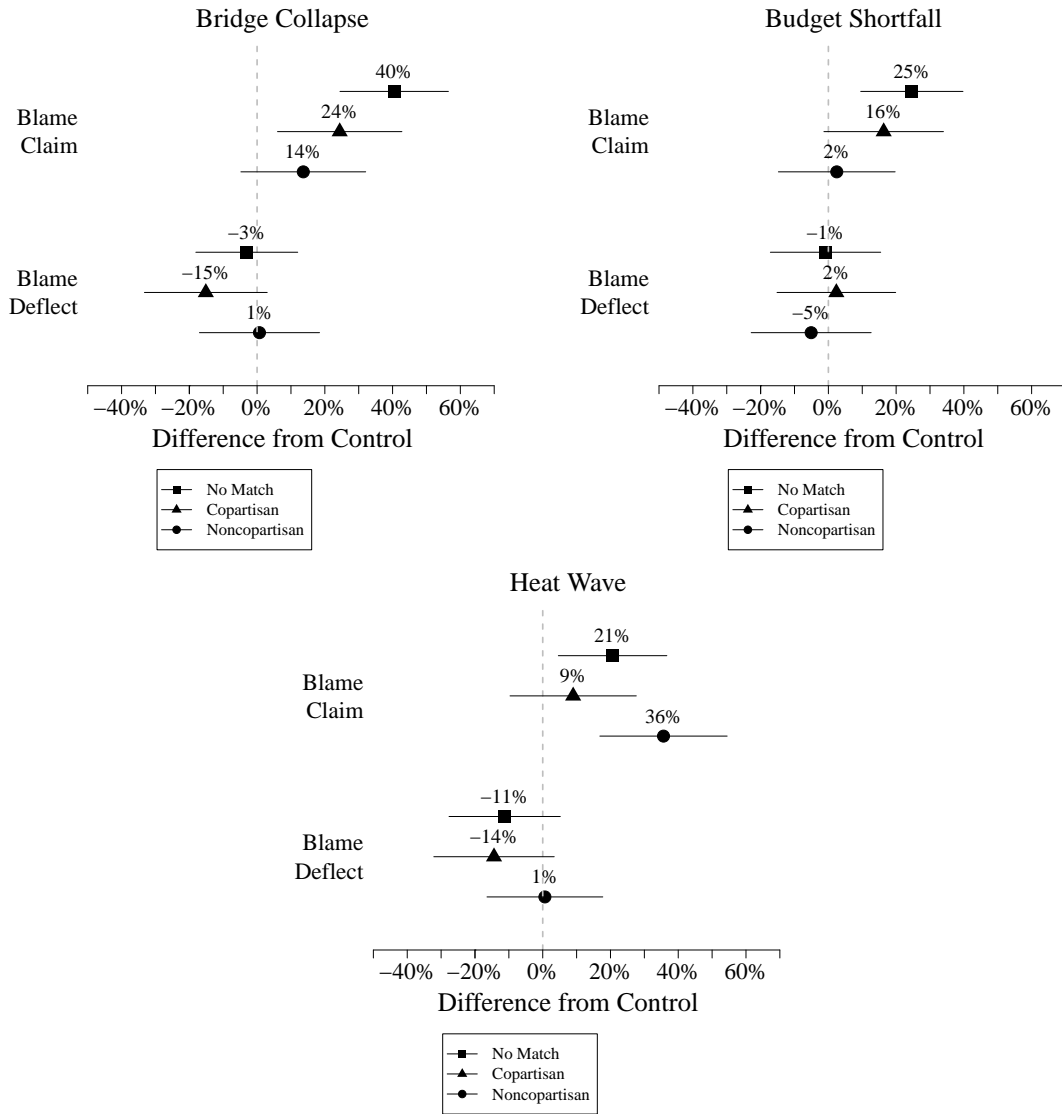 Bridge Collapse
40%
24%
14%
Blame
Claim
−3%
−15%
1%
Blame
Deflect
−40% −20% 0% 20% 40% 60%
Difference from Control
No Match
Copartisan
Noncopartisan
Budget Shortfall
25%
16%
2%
Blame
Claim
−1%
2%
−5%
Blame
Deflect
−40% −20% 0% 20% 40% 60%
Difference from Control
No Match
Copartisan
Noncopartisan
Heat Wave
21%
9%
36%
Blame
Claim
−11%
−14%
1%
Blame
Deflect
−40% −20% 0% 20% 40% 60%
Difference from Control
No Match
Copartisan
Noncopartisan